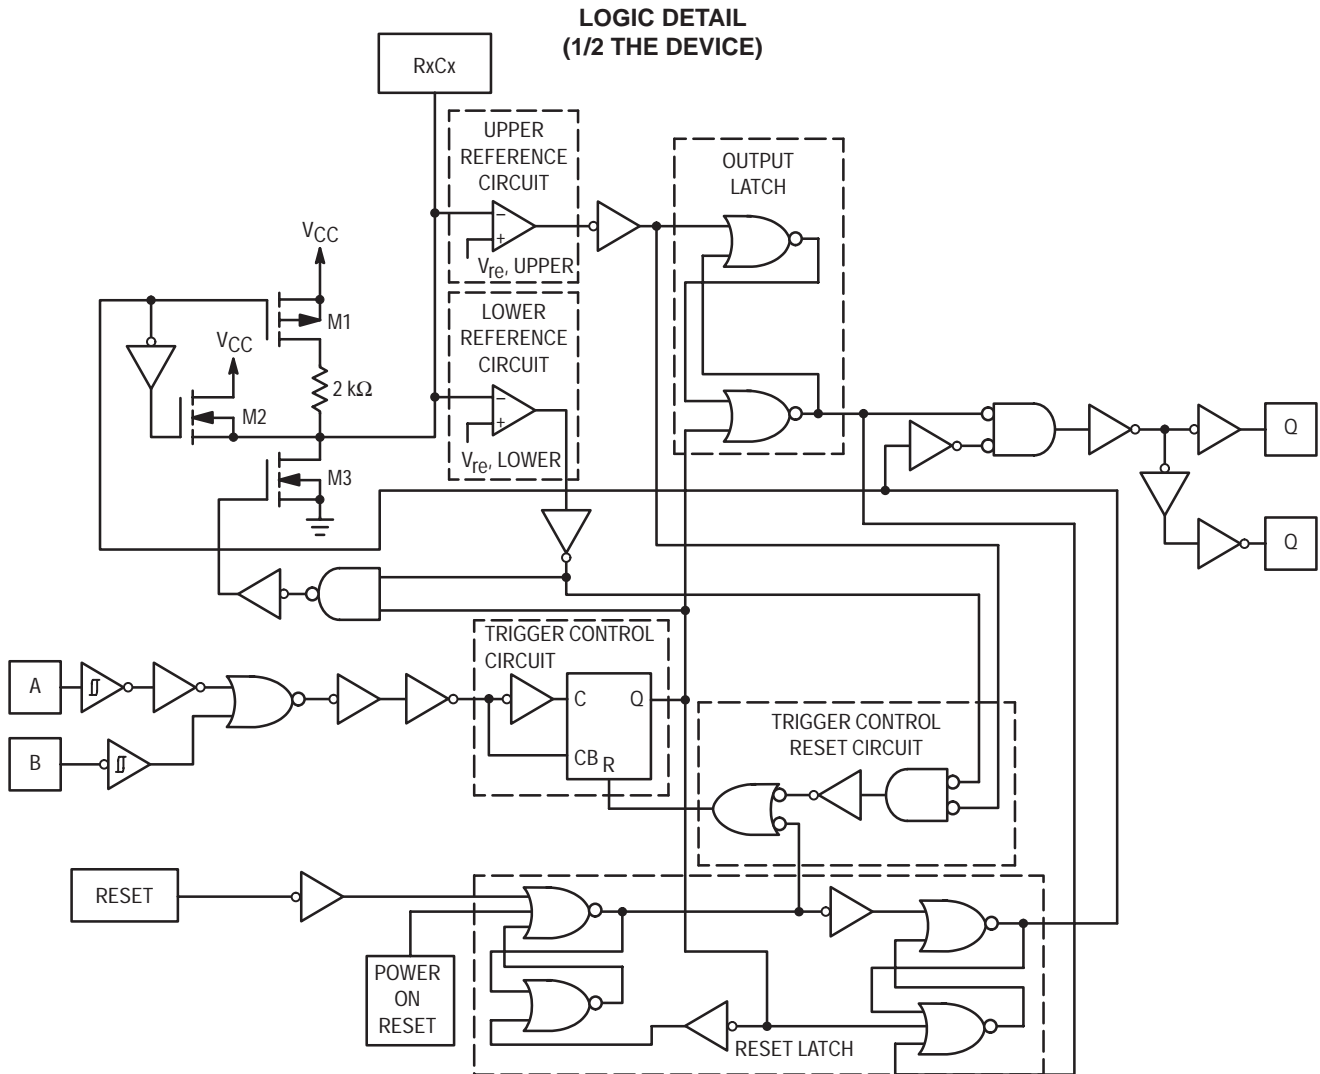 LOGIC DETAIL
(1/2 THE DEVICE)
RxCx
UPPER
REFERENCE
CIRCUIT
−
+
Vre, UPPER
OUTPUT
LATCH
VCC
M1
LOWER
REFERENCE
CIRCUIT
VCC
2 kΩ
M2
−
+
Vre, LOWER
M3
Q
Q
A
B
TRIGGER CONTROL
CIRCUIT
C
Q
CB
R
TRIGGER CONTROL
RESET CIRCUIT
RESET
POWER
ON
RESET
RESET LATCH